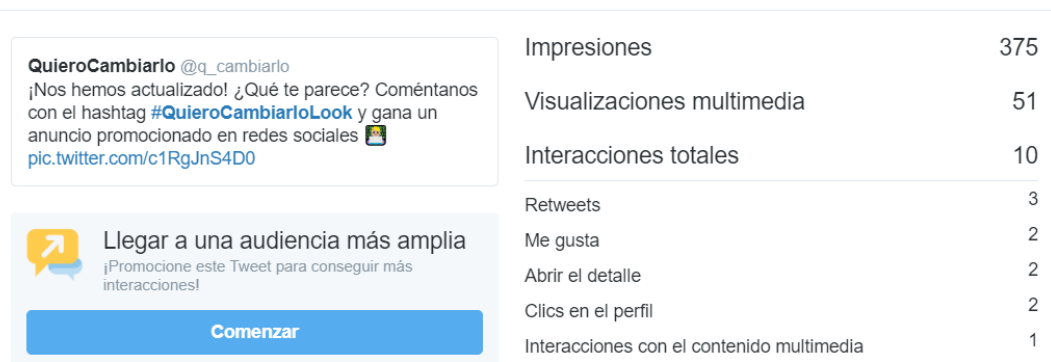 QuieroCambiarlo @q_cambiarlo
¡Nos hemos actualizado! ¿Qué te parece? Coméntanos
con el hashtag #QuieroCambiarloLook y gana un
anuncio promocionado en redes sociales
pic.twitter.com/c1RgJnS4D0
Llegar a una audiencia más amplia
¡Promocione este Tweet para conseguir más
interacciones!
Comenzar
Impresiones 375
Visualizaciones multimedia 51
Interacciones totales 10
Retweets 3
Me gusta 2
Abrir el detalle 2
Clics en el perfil 2
Interacciones con el contenido multimedia 1